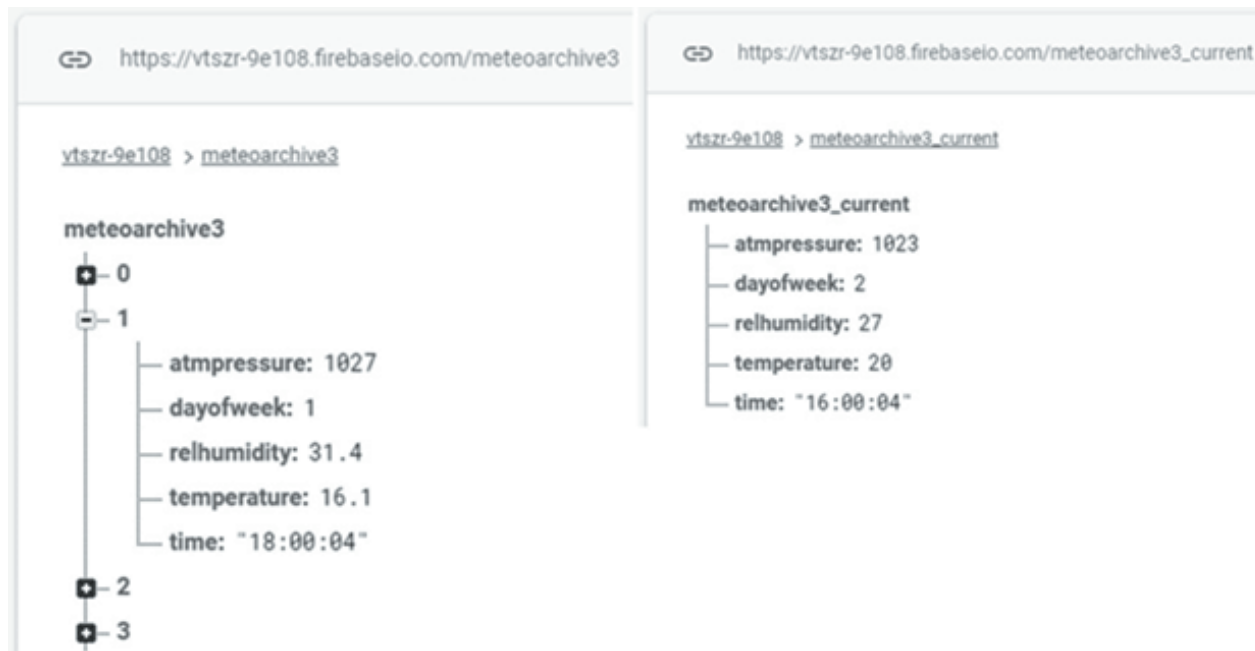 https://vtszr-9e108.firebaseio.com/meteoarchive3
vtszr-9e108 > meteoarchive3
meteoarchive3
0
1
atmpressure: 1027
dayofweek: 1
relhumidity: 31.4
temperature: 16.1
time: "18:00:04"
2
3
https://vtszr-9e108.firebaseio.com/meteoarchive3_current
vtszr-9e108 > meteoarchive3_current
meteoarchive3_current
atmpressure: 1023
dayofweek: 2
relhumidity: 27
temperature: 20
time: "16:00:04"